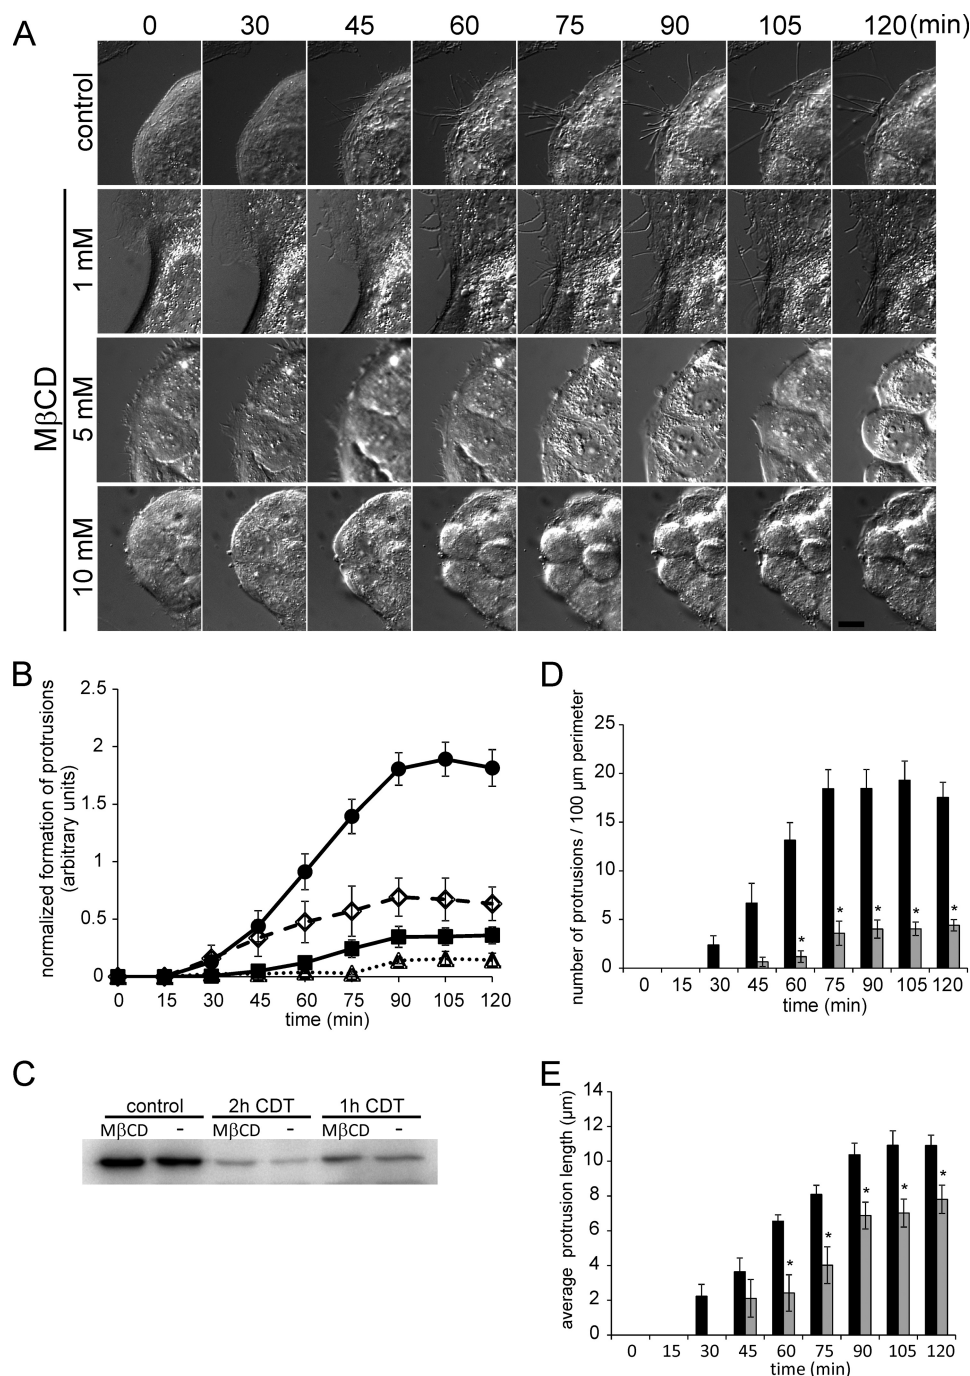 A
0 30 45 60 75 90 105 120 (min)
control
MβCD
1 mM
5 mM
10 mM
B
normalized formation of protrusions
(arbitrary units)
2.5
2
1.5
1
0.5
0
0 15 30 45 60 75 90 105 120
time (min)
C
control 2h CDT 1h CDT
MβCD - MβCD - MβCD -
D
number of protrusions / 100 µm perimeter
25
20
15
10
5
0
* * * * *
0 15 30 45 60 75 90 105 120
time (min)
E
average protrusion length (µm)
14
12
10
8
6
4
2
0
* * * * *
0 15 30 45 60 75 90 105 120
time (min)